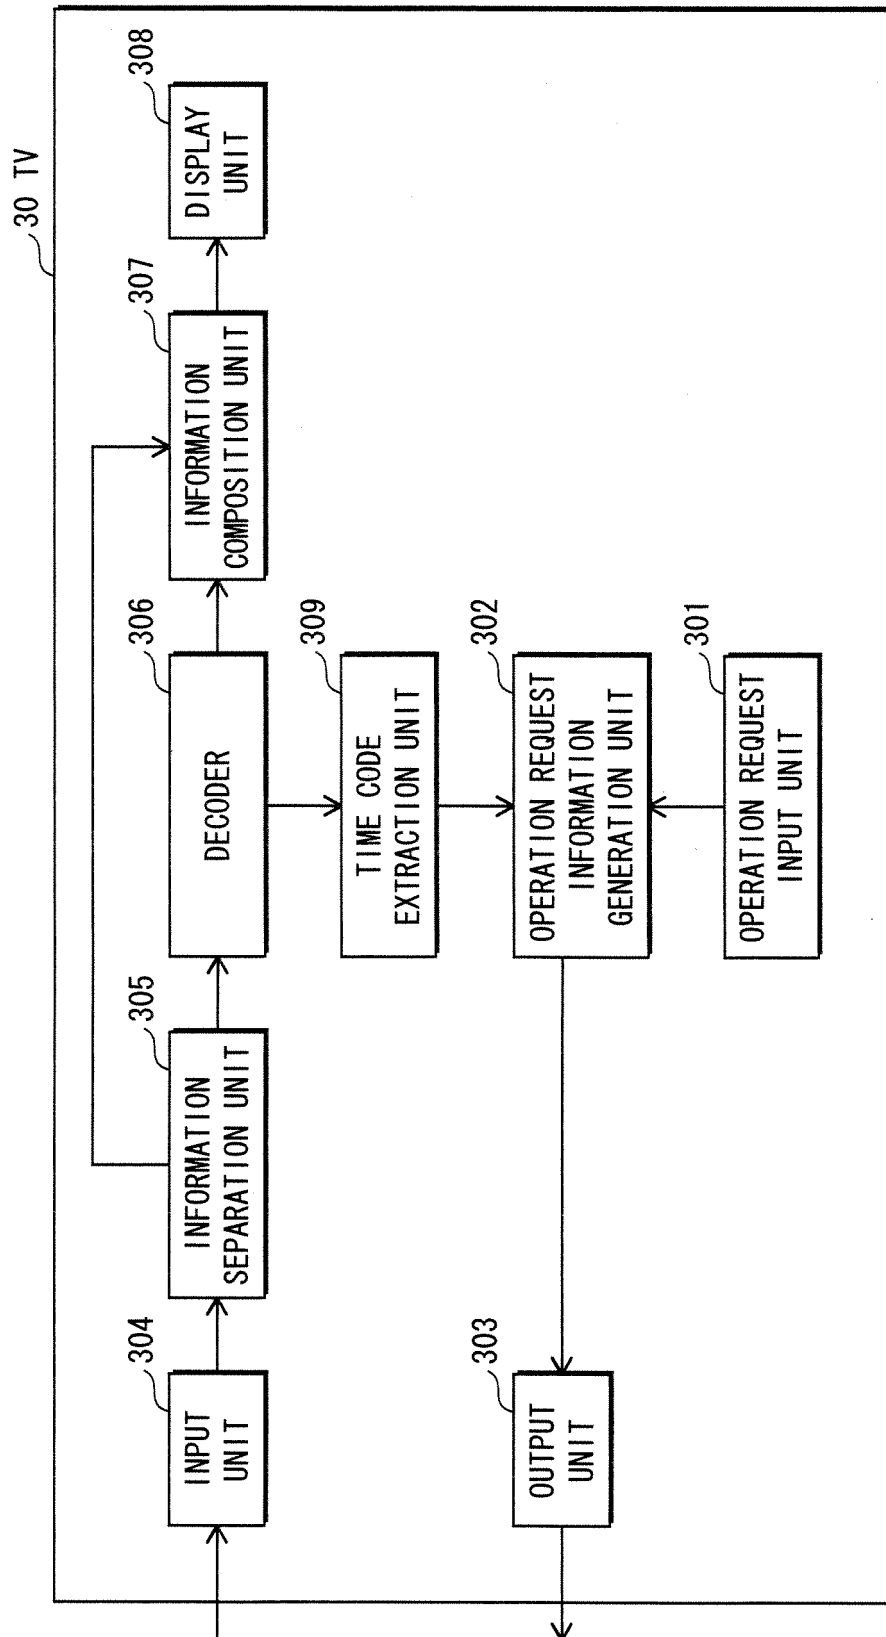 30 TV
304
INPUT
UNIT
305
INFORMATION
SEPARATION UNIT
306
DECODER
307
INFORMATION
COMPOSITION UNIT
308
DISPLAY
UNIT
309
TIME CODE
EXTRACTION UNIT
303
OUTPUT
UNIT
302
OPERATION REQUEST
INFORMATION
GENERATION UNIT
301
OPERATION REQUEST
INPUT UNIT